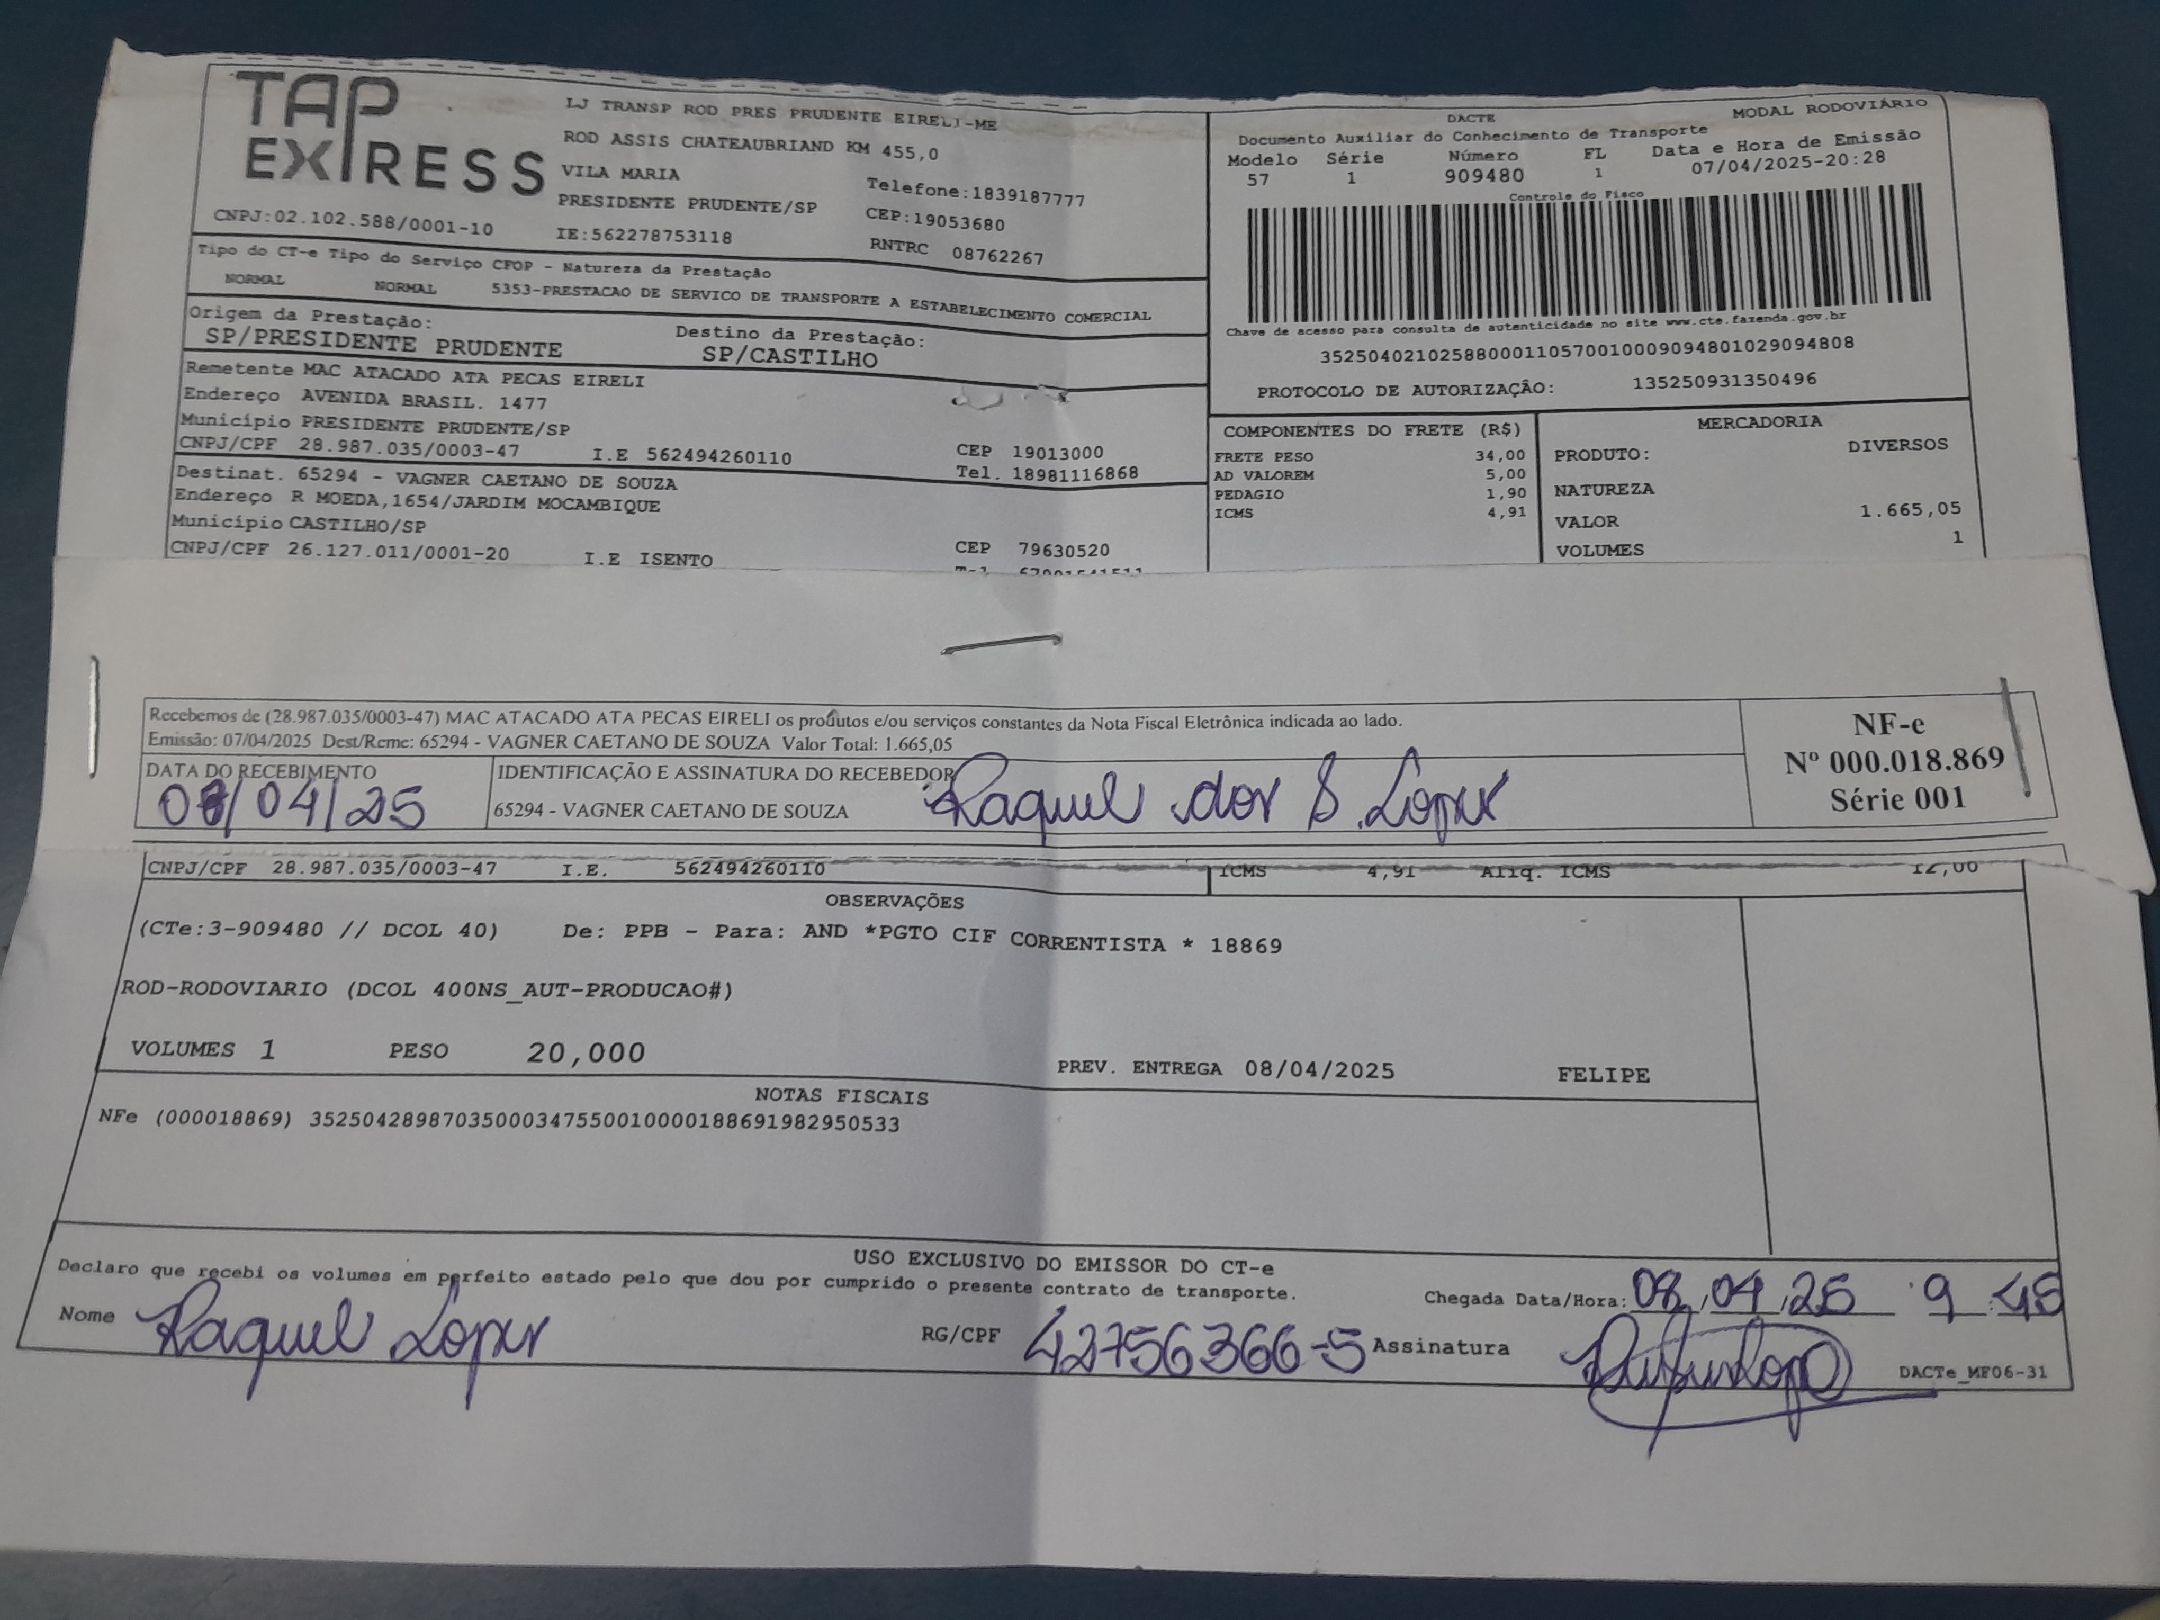 TAP EXPRESS
LJ TRANSP ROD PRES PRUDENTE EIRELI-ME
ROD ASSIS CHATEAUBRIAND KM 455,0
VILA MARIA
Telefone:1839187777
PRESIDENTE PRUDENTE/SP
CEP:19053680
CNPJ:02.102.588/0001-10
IE:562278753118
RNTRC 08762267
DACTE
MODAL RODOVIÁRIO
Documento Auxiliar do Conhecimento de Transporte
Modelo Série Número FL Data e Hora de Emissão
57 1 909480 1 07/04/2025-20:28
Controle do Fisco
Chave de acesso para consulta de autenticidade no site www.cte.fazenda.gov.br
35250402102588000110570010009094801029094808
PROTOCOLO DE AUTORIZAÇÃO: 135250931350496
Tipo do CT-e Tipo do Serviço CFOP - Natureza da Prestação
NORMAL NORMAL 5353-PRESTACAO DE SERVICO DE TRANSPORTE A ESTABELECIMENTO COMERCIAL
Origem da Prestação: Destino da Prestação:
SP/PRESIDENTE PRUDENTE SP/CASTILHO
Remetente MAC ATACADO ATA PECAS EIRELI
Endereço AVENIDA BRASIL. 1477
Município PRESIDENTE PRUDENTE/SP CEP 19013000
CNPJ/CPF 28.987.035/0003-47 I.E 562494260110 Tel. 18981116868
Destinat. 65294 - VAGNER CAETANO DE SOUZA
Endereço R MOEDA,1654/JARDIM MOCAMBIQUE
Município CASTILHO/SP CEP 79630520
CNPJ/CPF 26.127.011/0001-20 I.E ISENTO
COMPONENTES DO FRETE (R$)
FRETE PESO 34,00
AD VALOREM 5,00
PEDAGIO 1,90
ICMS 4,91
MERCADORIA
PRODUTO: DIVERSOS
NATUREZA
VALOR 1.665,05
VOLUMES 1
Recebemos de (28.987.035/0003-47) MAC ATACADO ATA PECAS EIRELI os produtos e/ou serviços constantes da Nota Fiscal Eletrônica indicada ao lado.
Emissão: 07/04/2025 Dest/Reme: 65294 - VAGNER CAETANO DE SOUZA Valor Total: 1.665,05
NF-e
Nº 000.018.869
Série 001
DATA DO RECEBIMENTO IDENTIFICAÇÃO E ASSINATURA DO RECEBEDOR
08/04/25 65294 - VAGNER CAETANO DE SOUZA Raquel dos S. Lopes
CNPJ/CPF 28.987.035/0003-47 I.E. 562494260110 ICMS 4,91 Aliq. ICMS 12,00
OBSERVAÇÕES
(CTe:3-909480 // DCOL 40) De: PPB - Para: AND *PGTO CIF CORRENTISTA * 18869
ROD-RODOVIARIO (DCOL 400NS_AUT-PRODUCAO#)
VOLUMES 1 PESO 20,000 PREV. ENTREGA 08/04/2025 FELIPE
NOTAS FISCAIS
NFe (000018869) 35250428987035000347550010000188691982950533
USO EXCLUSIVO DO EMISSOR DO CT-e
Declaro que recebi os volumes em perfeito estado pelo que dou por cumprido o presente contrato de transporte.
Chegada Data/Hora: 08/04/25 9:45
Nome Raquel Lopes RG/CPF 42756366-5 Assinatura
DACTe_MF06-31